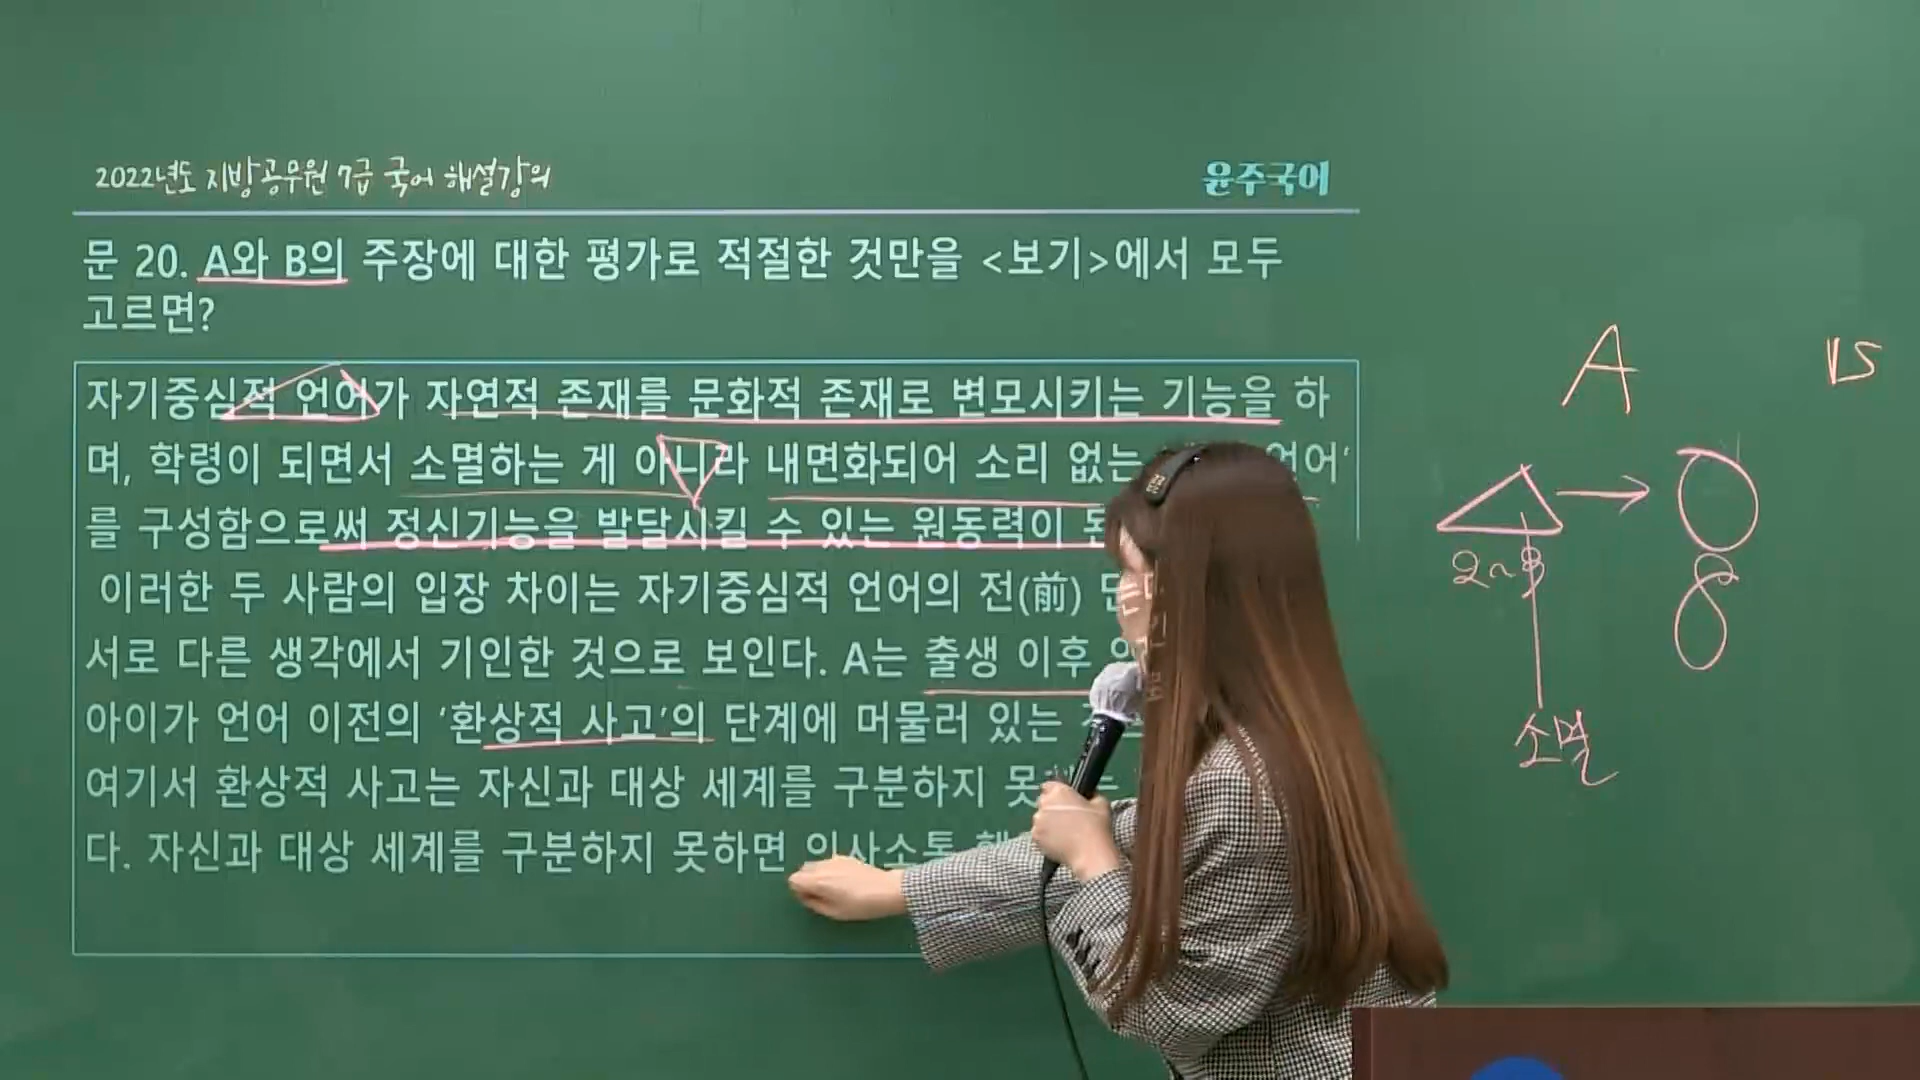 2022년도 지방공무원 7급 국어 해설강의
윤주국어
문 20. A와 B의 주장에 대한 평가로 적절한 것만을 <보기>에서 모두
고르면?
자기중심적 언어가 자연적 존재를 문화적 존재로 변모시키는 기능을 하
며, 학령이 되면서 소멸하는 게 아니라 내면화되어 소리 없는 언어’
를 구성함으로써 정신기능을 발달시킬 수 있는 원동력이
이러한 두 사람의 입장 차이는 자기중심적 언어의 전(前)
서로 다른 생각에서 기인한 것으로 보인다. A는 출생 이후
아이가 언어 이전의 ‘환상적 사고’의 단계에 머물러 있는
여기서 환상적 사고는 자신과 대상 세계를 구분하지
다. 자신과 대상 세계를 구분하지 못하면 의사소통
A
VS
2~8
8
소멸